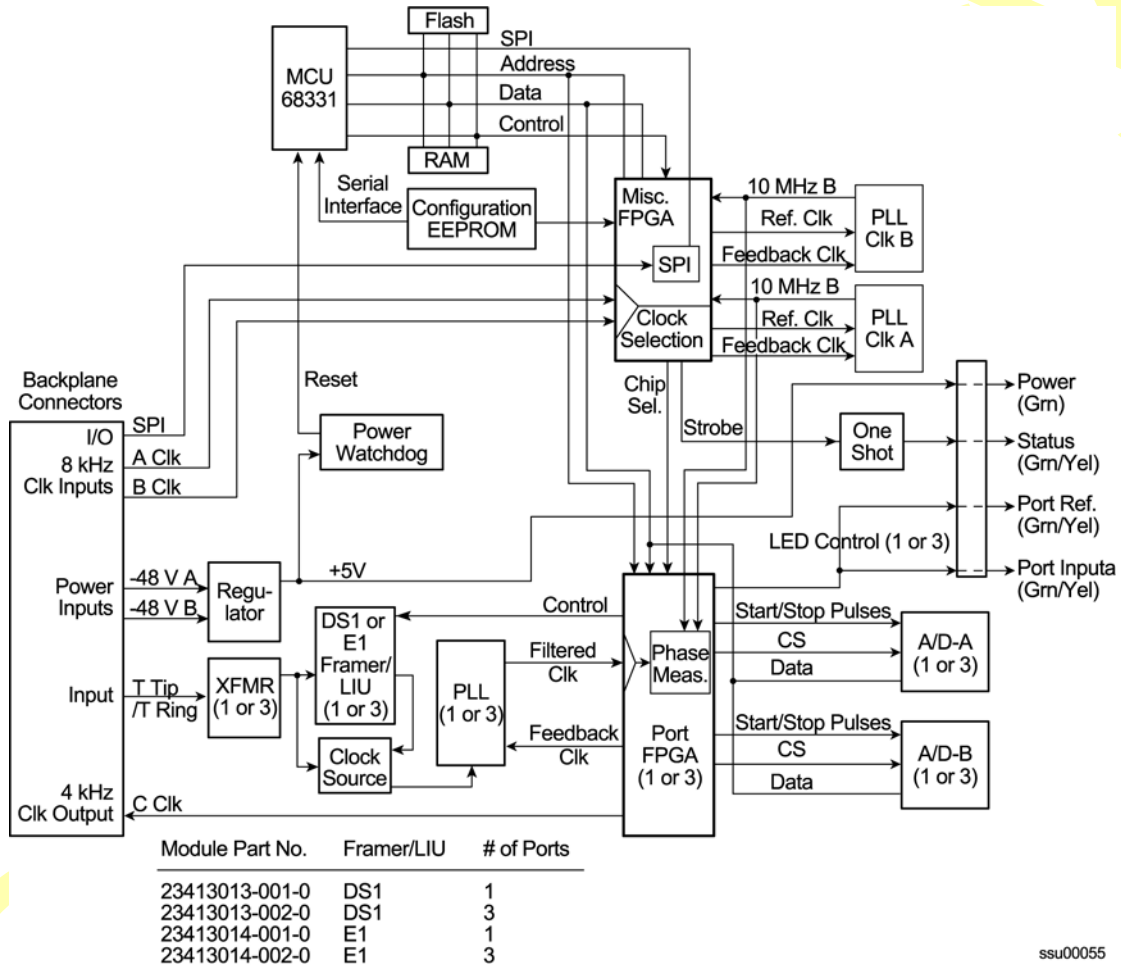 Flash
SPI
MCU
68331
Address
Data
Control
RAM
Serial
Interface
Configuration
EEPROM
Misc.
FPGA
SPI
Clock
Selection
10 MHz B
Ref. Clk
Feedback Clk
PLL
Clk B
10 MHz B
Ref. Clk
Feedback Clk
PLL
Clk A
Reset
Chip
Sel.
Strobe
One
Shot
Power
(Grn)
Status
(Grn/Yel)
Port Ref.
(Grn/Yel)
Port Inputa
(Grn/Yel)
LED Control (1 or 3)
Backplane
Connectors
I/O
SPI
8 kHz
Clk Inputs
A Clk
B Clk
Power
Watchdog
Power
Inputs
-48 V A
-48 V B
Regu-
lator
+5V
Input
T Tip
/T Ring
XFMR
(1 or 3)
DS1 or
E1
Framer/
LIU
(1 or 3)
Clock
Source
PLL
(1 or 3)
Control
Filtered
Clk
Feedback
Clk
Phase
Meas.
Port
FPGA
(1 or 3)
Start/Stop Pulses
CS
Data
A/D-A
(1 or 3)
Start/Stop Pulses
CS
Data
A/D-B
(1 or 3)
4 kHz
Clk Output
C Clk
Module Part No. Framer/LIU # of Ports
23413013-001-0 DS1 1
23413013-002-0 DS1 3
23413014-001-0 E1 1
23413014-002-0 E1 3
ssu00055